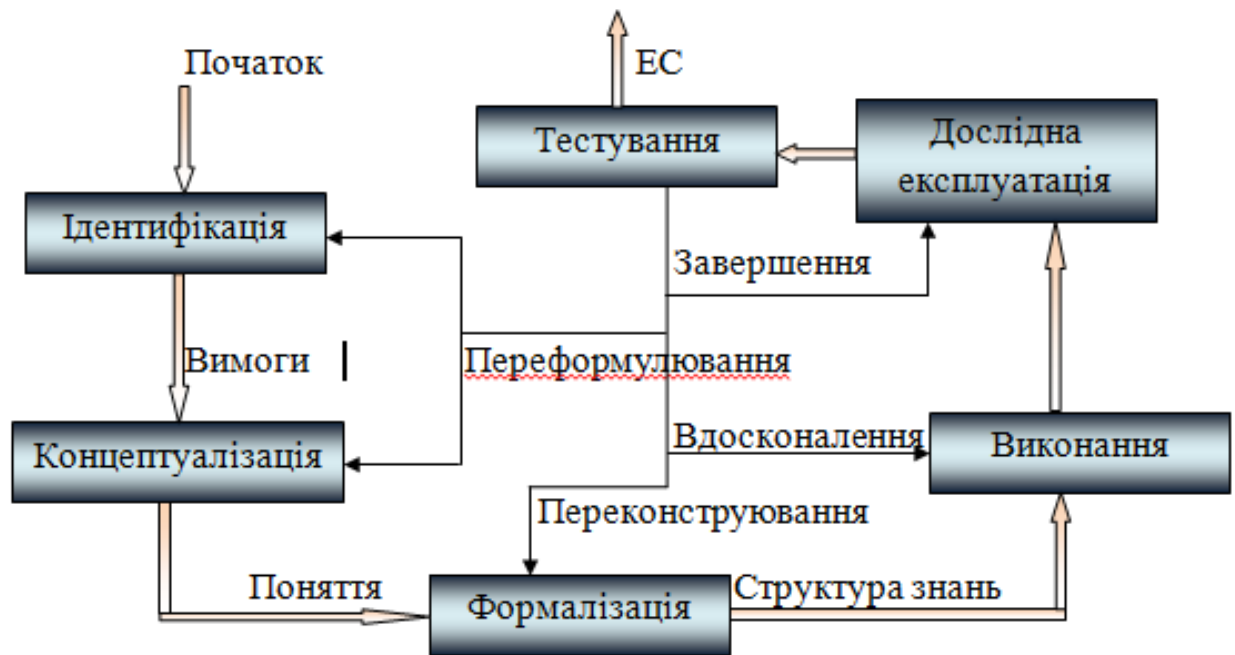 Початок
ЕС
Тестування
Дослідна
експлуатація
Ідентифікація
Завершення
Вимоги
Переформулювання
Концептуалізація
Вдосконалення
Виконання
Переконструювання
Поняття
Формалізація
Структура знань